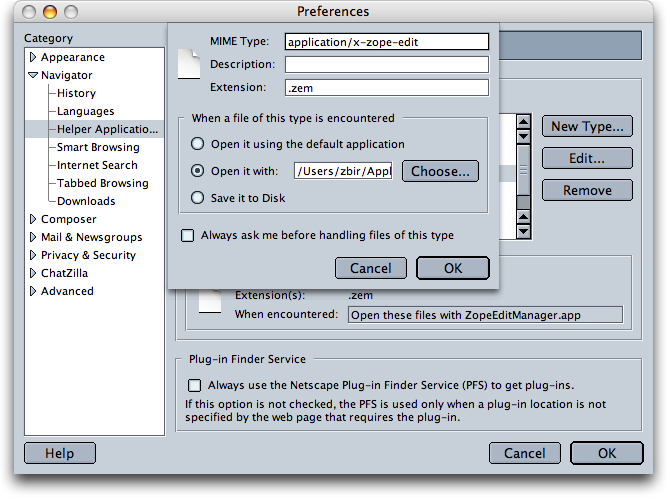 Preferences
Category
Appearance
Navigator
History
Languages
Helper Applicatio...
Smart Browsing
Internet Search
Tabbed Browsing
Downloads
Composer
Mail & Newsgroups
Privacy & Security
ChatZilla
Advanced
MIME Type: application/x-zope-edit
Description:
Extension: .zem
When a file of this type is encountered
Open it using the default application
Open it with: /Users/zbir/Appl Choose...
Save it to Disk
Always ask me before handling files of this type
Cancel OK
New Type...
Edit...
Remove
Extension(s): .zem
When encountered: Open these files with ZopeEditManager.app
Plug-in Finder Service
Always use the Netscape Plug-in Finder Service (PFS) to get plug-ins.
If this option is not checked, the PFS is used only when a plug-in location is not
specified by the web page that requires the plug-in.
Help Cancel OK